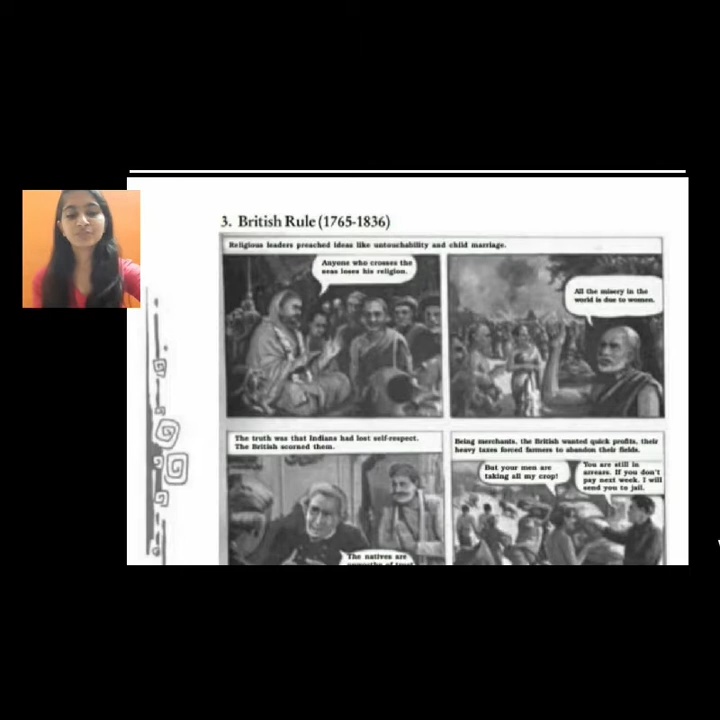 3. British Rule (1765-1836)
Religious leaders preached ideas like untouchability and child marriage.
Anyone who crosses the
seas loses his religion.
All the misery in the
world is due to women.
The truth was that Indians had lost self-respect.
The British scorned them.
Being merchants, the British wanted quick profits, their
heavy taxes forced farmers to abandon their fields.
But your men are
taking all my crop!
You are still in
arrears. If you don't
pay next week, I will
send you to jail.
The natives are